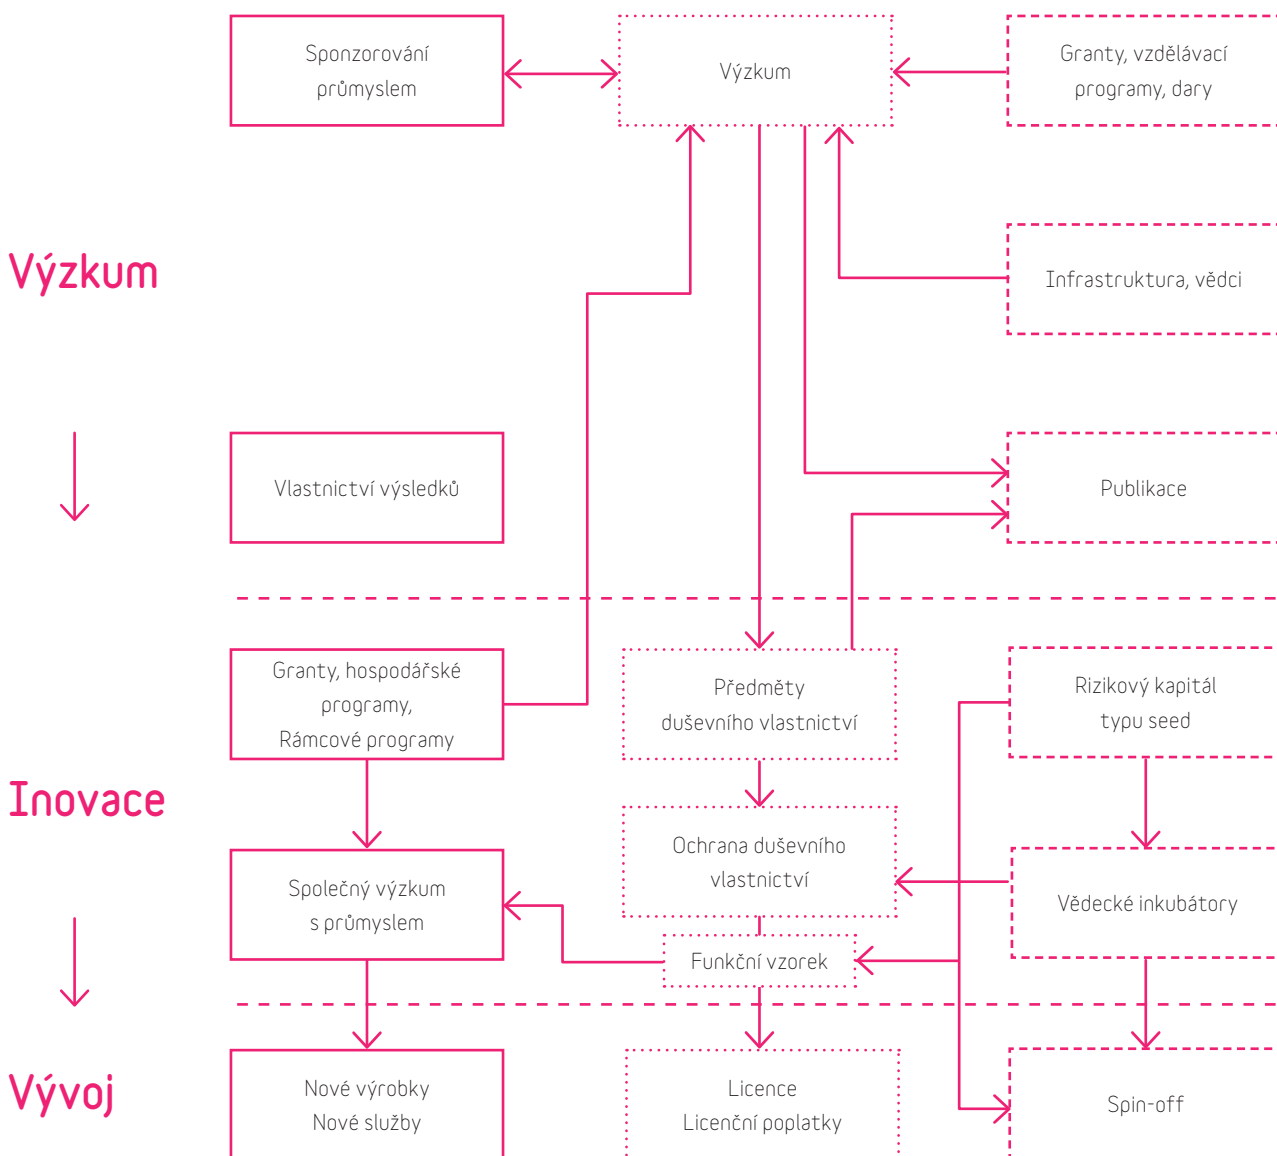 Sponzorování
průmyslem
Výzkum
Granty, vzdělávací
programy, dary
Výzkum
Infrastruktura, vědci
Vlastnictví výsledků
Publikace
Granty, hospodářské
programy,
Rámcové programy
Předměty
duševního vlastnictví
Rizikový kapitál
typu seed
Inovace
Ochrana duševního
vlastnictví
Společný výzkum
s průmyslem
Vědecké inkubátory
Funkční vzorek
Vývoj
Nové výrobky
Nové služby
Licence
Licenční poplatky
Spin-off